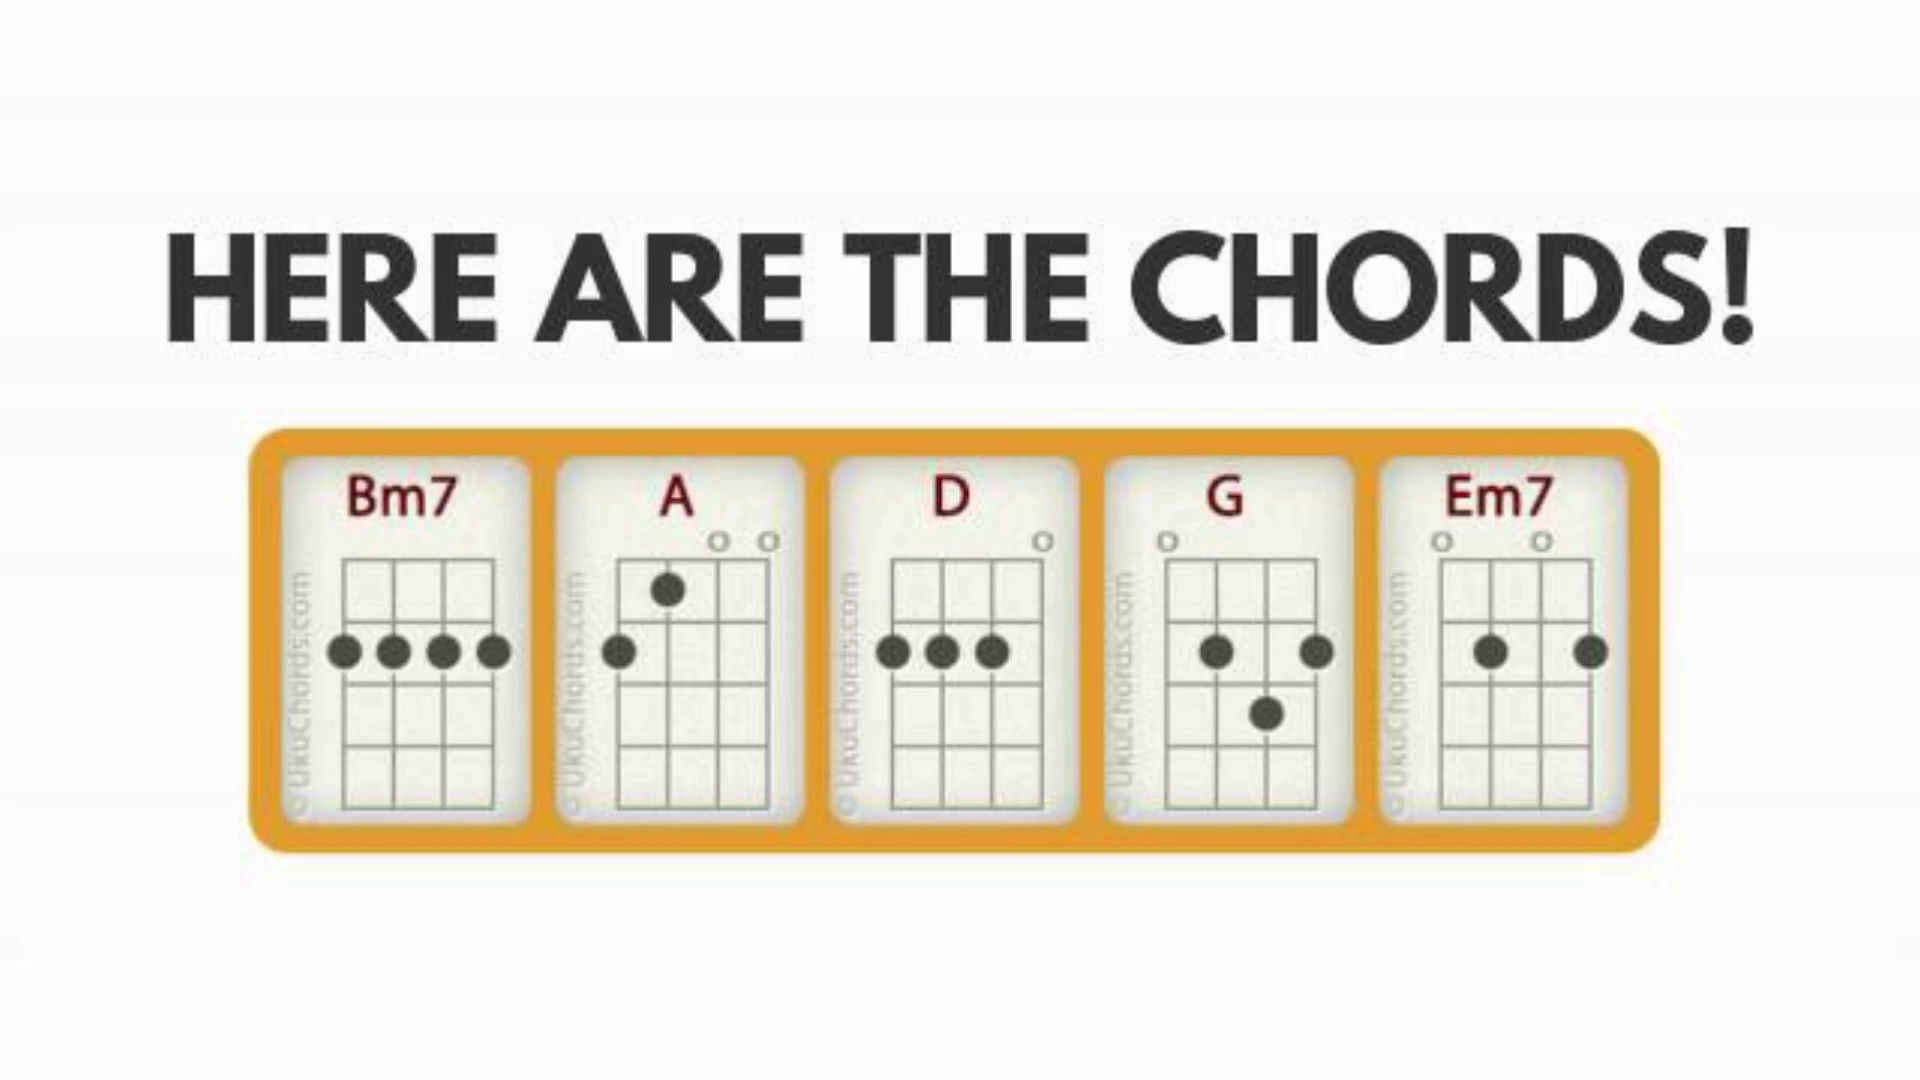 HERE ARE THE CHORDS!
Bm7 A D G Em7
o o o o o o
© UkuChords.com © UkuChords.com © UkuChords.com © UkuChords.com © UkuChords.com